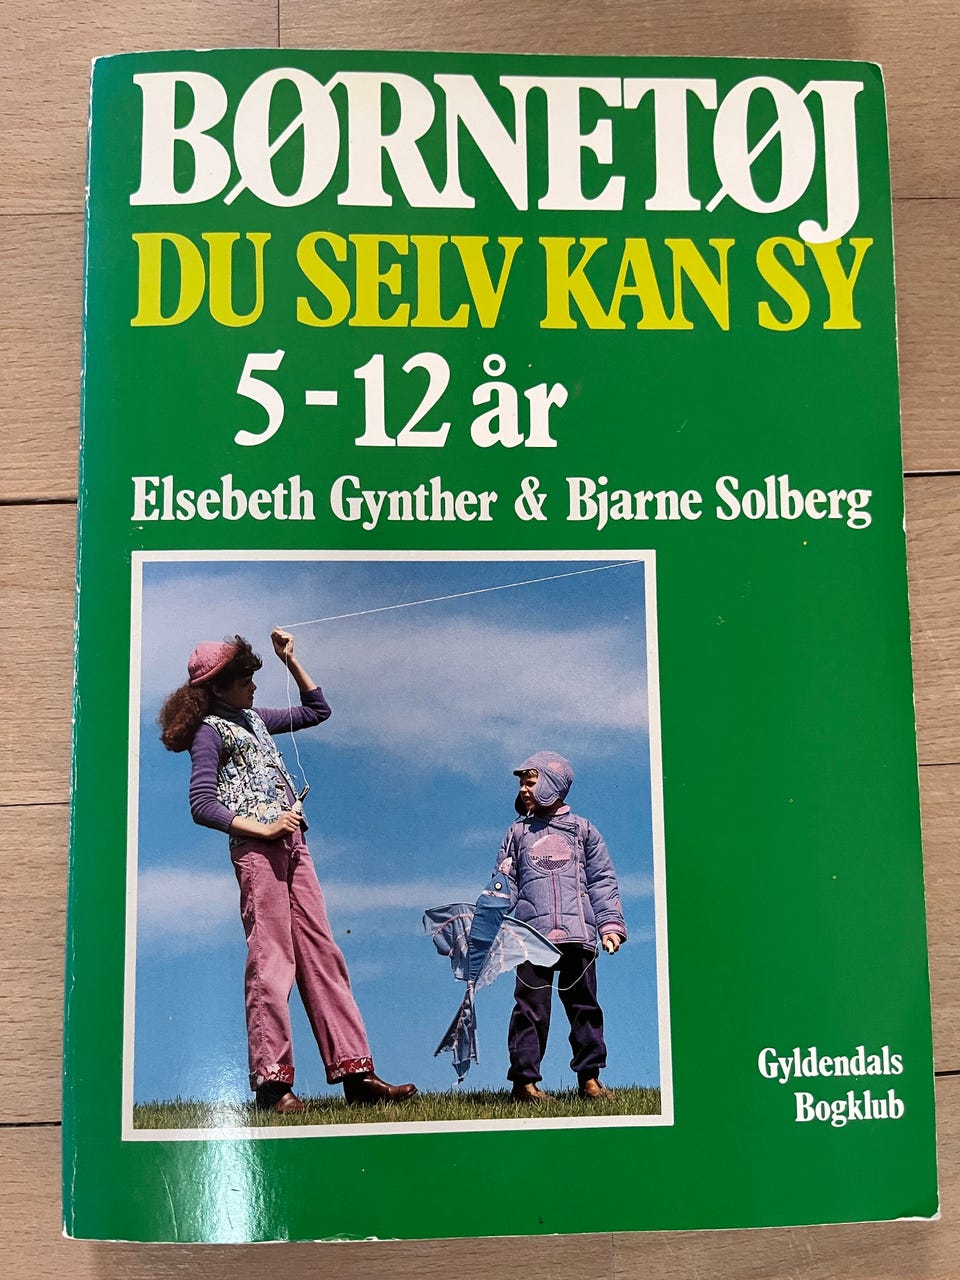 BØRNETØJ
DU SELV KAN SY
5-12 år
Elsebeth Gynther & Bjarne Solberg
Gyldendals
Bogklub